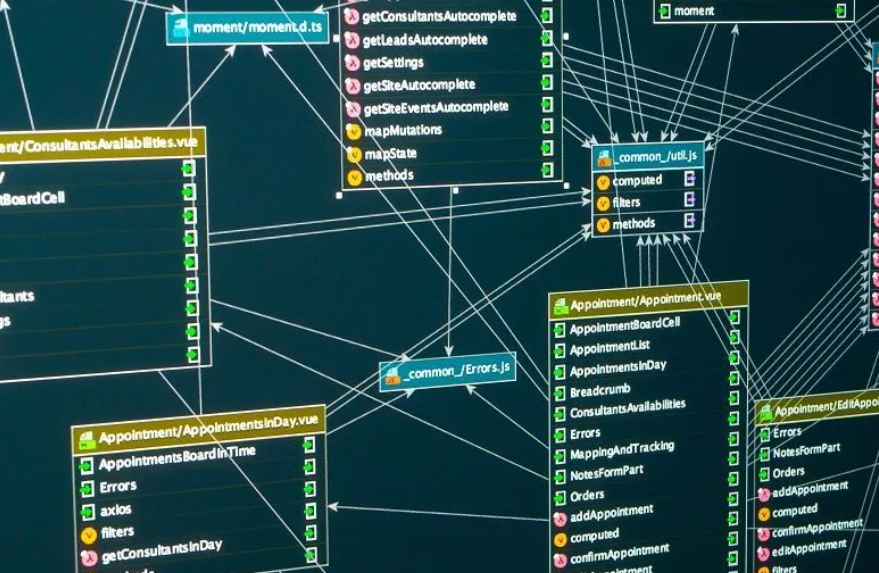 moment/moment.d.ts
getConsultantsAutocomplete
getLeadsAutocomplete
getSettings
getSiteAutocomplete
getSiteEventsAutocomplete
mapMutations
mapState
methods
moment
ent/ConsultantsAvailabilities.vue
y
tBoardCell
ltants
gs
_common_/util.js
computed
filters
methods
_common_/Errors.js
Appointment/AppointmentsInDay.vue
AppointmentsBoardInTime
Errors
axios
filters
getConsultantsInDay
Appointment/Appointment.vue
AppointmentBoardCell
AppointmentList
AppointmentsInDay
Breadcrumb
ConsultantsAvailabilities
Errors
MappingAndTracking
NotesFormPart
Orders
addAppointment
computed
confirmAppointment
Appointment/EditAppoi
Errors
NotesFormPart
Orders
addAppointment
computed
confirmAppointment
editAppointment
filters